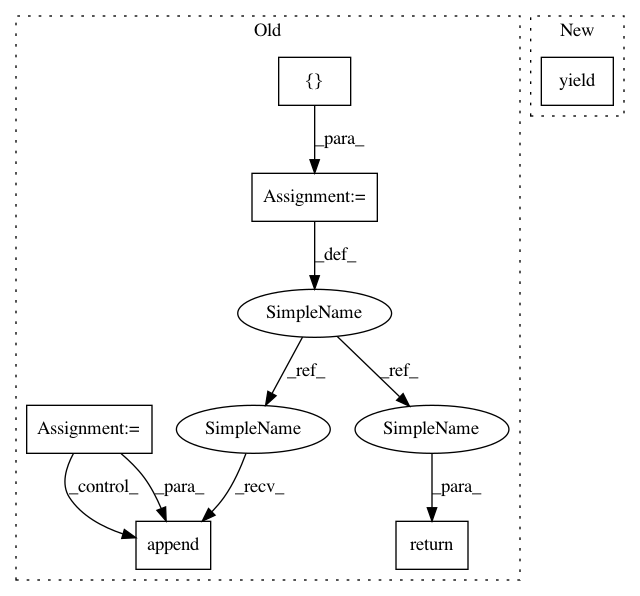 Old
New
{}
yield
_para_
Assignment:=
_def_
SimpleName
_ref_
_ref_
Assignment:=
SimpleName
SimpleName
_control_
_para_
_recv_
_para_
append
return